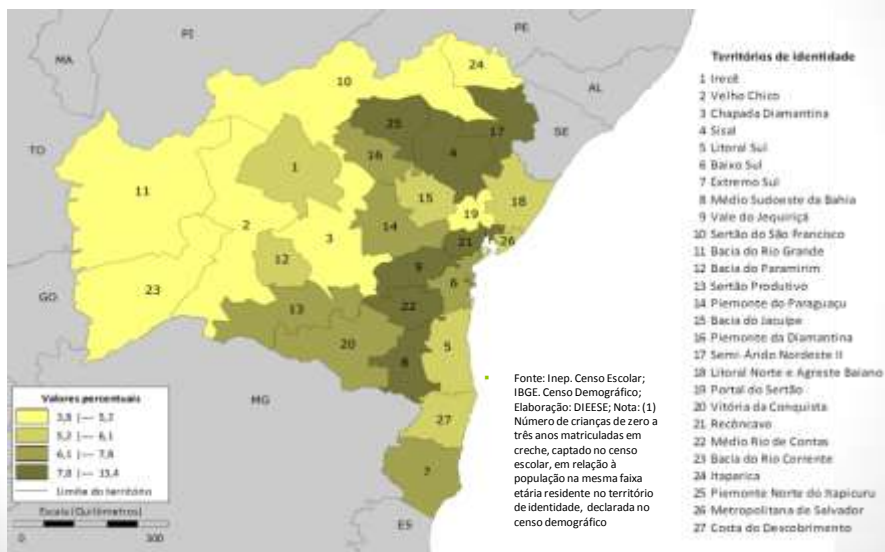 PI
PE
MA
AL
SE
TO
GO
MG
ES
10
24
25
17
4
16
1
15
18
11
19
14
2
3
21
26
12
9
6
23
22
13
20
8
5
27
7
Valores percentuais
3,8 |— 5,2
5,2 |— 6,1
6,1 |— 7,8
7,8 |— 13,4
Limite do território
Escala (Quilômetros)
0 300
Fonte: Inep. Censo Escolar;
IBGE. Censo Demográfico;
Elaboração: DIEESE; Nota: (1)
Número de crianças de zero a
três anos matriculadas em
creche, captado no censo
escolar, em relação à
população na mesma faixa
etária residente no território
de identidade, declarada no
censo demográfico
Territórios de identidade
1 Irecê
2 Velho Chico
3 Chapada Diamantina
4 Sisal
5 Litoral Sul
6 Baixo Sul
7 Extremo Sul
8 Médio Sudoeste da Bahia
9 Vale do Jequiriçá
10 Sertão do São Francisco
11 Bacia do Rio Grande
12 Bacia do Paramirim
13 Sertão Produtivo
14 Piemonte do Paraguaçu
15 Bacia do Jacuípe
16 Piemonte da Diamantina
17 Semi-Árido Nordeste II
18 Litoral Norte e Agreste Baiano
19 Portal do Sertão
20 Vitória da Conquista
21 Recôncavo
22 Médio Rio de Contas
23 Bacia do Rio Corrente
24 Itaparica
25 Piemonte Norte do Itapicuru
26 Metropolitana de Salvador
27 Costa do Descobrimento